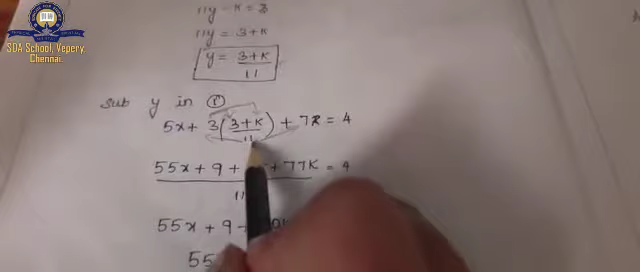 SDA School, Vepery,
Chennai.
11y - K = 3
11y = 3+K
y = 3+K / 11
Sub y in ①
5x + 3(3+K / 11) + 7z = 4
55x + 9 + + 77K = 4
11
55x + 9
55